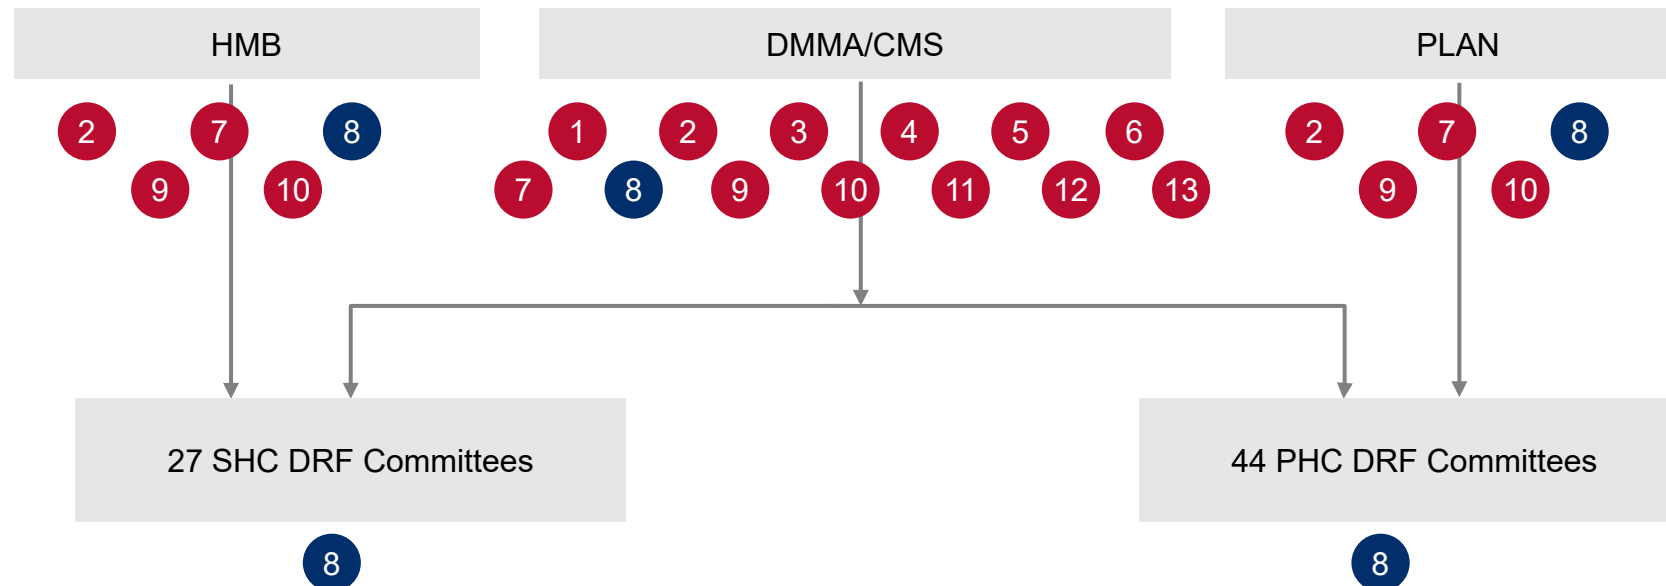 HMB
DMMA/CMS
PLAN
2 7 8
1 2 3 4 5 6
2 7 8
9 10
7 8 9 10 11 12 13
9 10
27 SHC DRF Committees
44 PHC DRF Committees
8
8